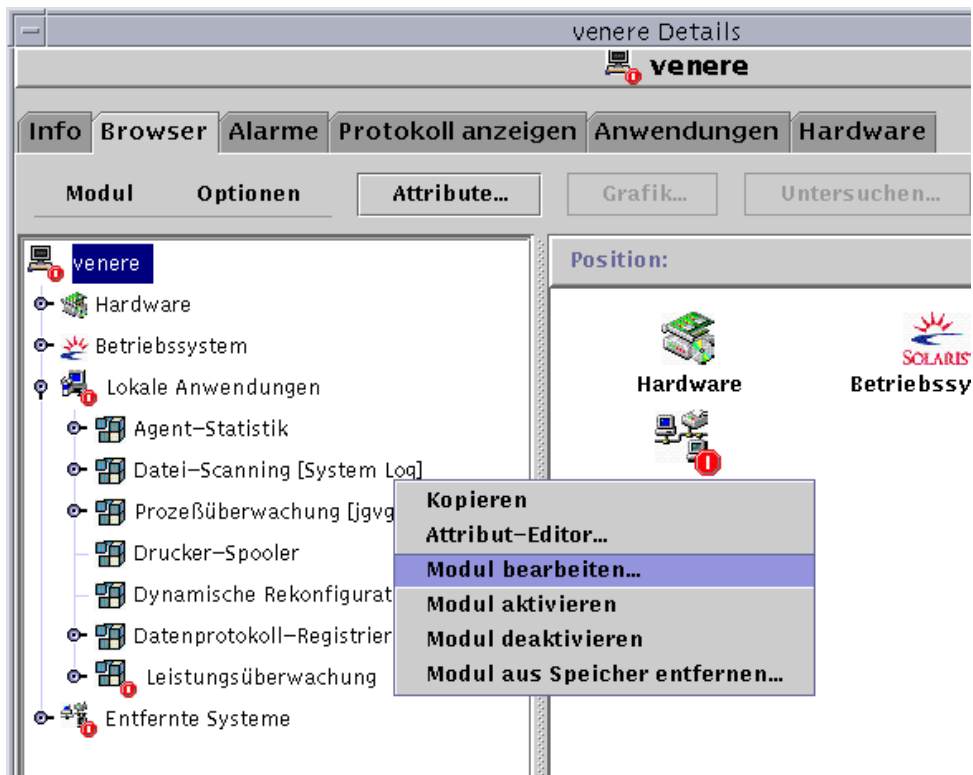 venere Details
venere
Info Browser Alarme Protokoll anzeigen Anwendungen Hardware
Modul Optionen Attribute... Grafik... Untersuchen...
venere
Hardware
Betriebssystem
Lokale Anwendungen
Agent-Statistik
Datei-Scanning [System Log]
Prozeßüberwachung [jgvg
Drucker-Spooler
Dynamische Rekonfigurat
Datenprotokoll-Registrier
Leistungsüberwachung
Entfernte Systeme
Position:
Hardware
SOLARIS
Betriebssy
Kopieren
Attribut-Editor...
Modul bearbeiten...
Modul aktivieren
Modul deaktivieren
Modul aus Speicher entfernen...